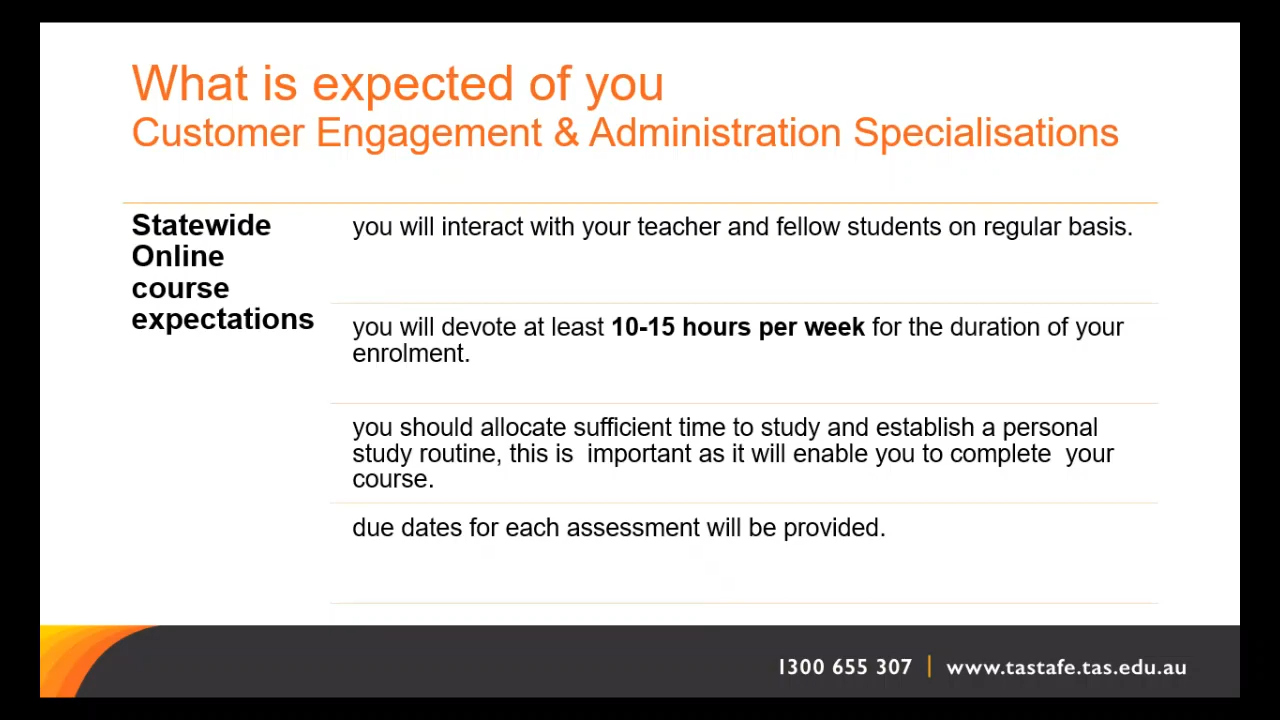 What is expected of you
Customer Engagement & Administration Specialisations
Statewide
Online
course
expectations
you will interact with your teacher and fellow students on regular basis.
you will devote at least 10-15 hours per week for the duration of your
enrolment.
you should allocate sufficient time to study and establish a personal
study routine, this is  important as it will enable you to complete  your
course.
due dates for each assessment will be provided.
1300 655 307 | www.tastafe.tas.edu.au